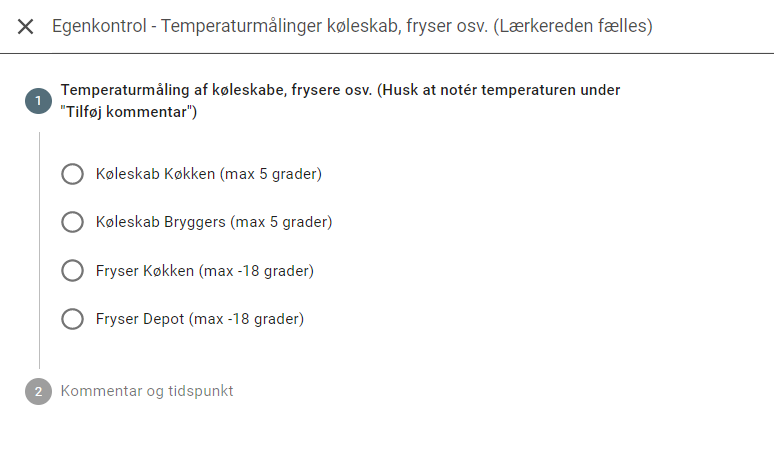 Egenkontrol - Temperaturmålinger køleskab, fryser osv. (Lærkereden fælles)
1
Temperaturmåling af køleskabe, frysere osv. (Husk at notér temperaturen under
"Tilføj kommentar")
Køleskab Køkken (max 5 grader)
Køleskab Bryggers (max 5 grader)
Fryser Køkken (max -18 grader)
Fryser Depot (max -18 grader)
2
Kommentar og tidspunkt